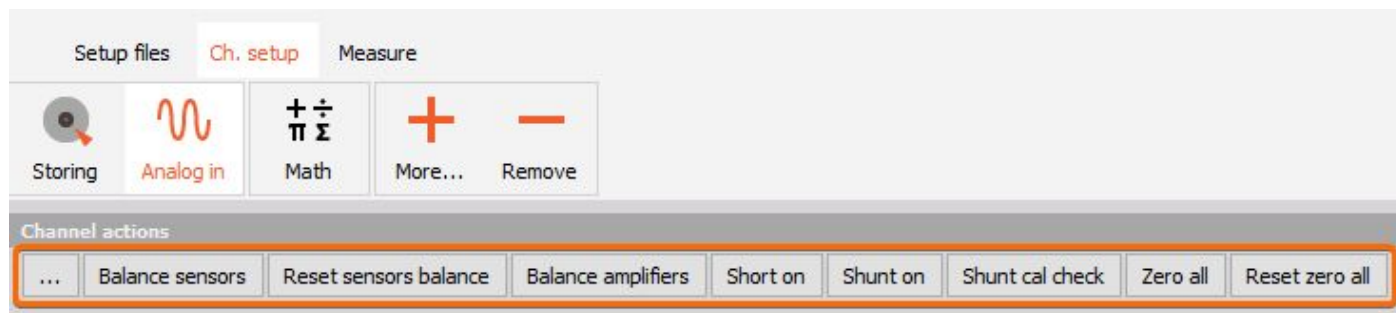 Setup files Ch. setup Measure
Storing Analog in Math More... Remove
Channel actions
... Balance sensors Reset sensors balance Balance amplifiers Short on Shunt on Shunt cal check Zero all Reset zero all